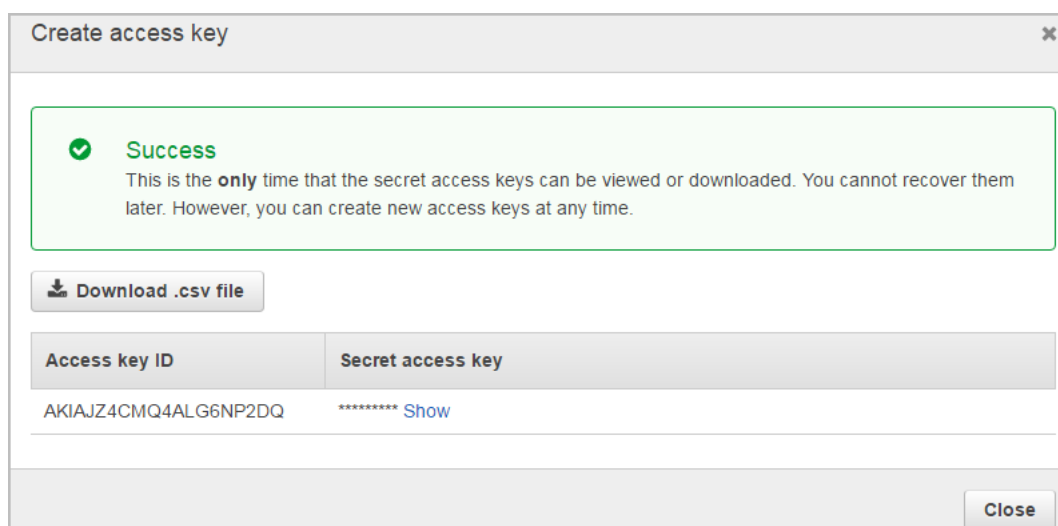 Create access key
Success
This is the only time that the secret access keys can be viewed or downloaded. You cannot recover them
later. However, you can create new access keys at any time.
Download .csv file
Access key ID Secret access key
AKIAJZ4CMQ4ALG6NP2DQ ********* Show
Close